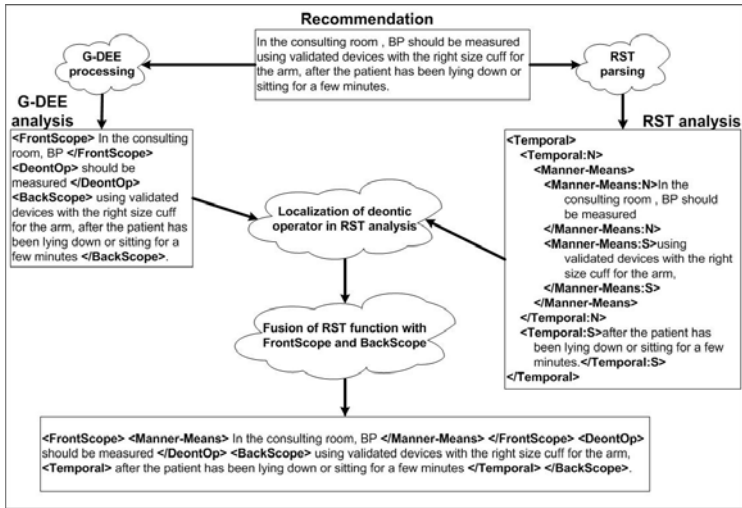 Recommendation
In the consulting room , BP should be measured
using validated devices with the right size cuff for
the arm, after the patient has been lying down or
sitting for a few minutes.
G-DEE
processing
RST
parsing
G-DEE
analysis
<FrontScope> In the consulting
room, BP </FrontScope>
<DeontOp> should be
measured </DeontOp>
<BackScope> using validated
devices with the right size cuff
for the arm, after the patient has
been lying down or sitting for a
few minutes </BackScope>.
RST analysis
<Temporal>
<Temporal:N>
<Manner-Means>
<Manner-Means:N>In the
consulting room , BP should
be measured
</Manner-Means:N>
<Manner-Means:S>using
validated devices with the right
size cuff for the arm,
</Manner-Means:S>
</Manner-Means>
</Temporal:N>
<Temporal:S>after the patient has
been lying down or sitting for a few
minutes.</Temporal:S>
</Temporal>
Localization of deontic
operator in RST analysis
Fusion of RST function with
FrontScope and BackScope
<FrontScope> <Manner-Means> In the consulting room, BP </Manner-Means> </FrontScope> <DeontOp>
should be measured </DeontOp> <BackScope> using validated devices with the right size cuff for the arm,
<Temporal> after the patient has been lying down or sitting for a few minutes </Temporal> </BackScope>.